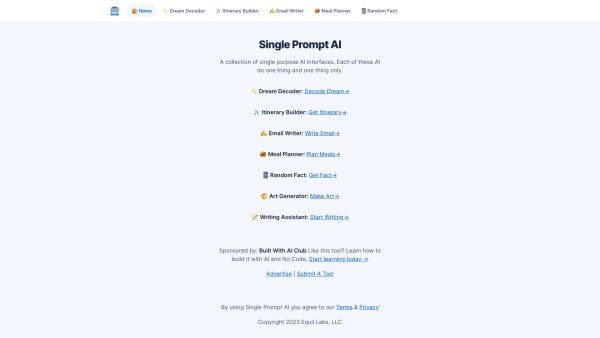 Home Dream Decoder Itinerary Builder Email Writer Meal Planner Random Fact
Single Prompt AI
A collection of single purpose AI interfaces. Each of these AI
do one thing and one thing only.
Dream Decoder: Decode Dream→
Itinerary Builder: Get Itinerary→
Email Writer: Write Email→
Meal Planner: Plan Meals→
Random Fact: Get Fact→
Art Generator: Make Art→
Writing Assistant: Start Writing→
Sponsored by: Built With AI Club Like this tool? Learn how to
build it with AI and No Code. Start learning today →
Advertise | Submit A Tool
By using Single Prompt AI you agree to our Terms & Privacy
Copyright 2023 Equil Labs, LLC